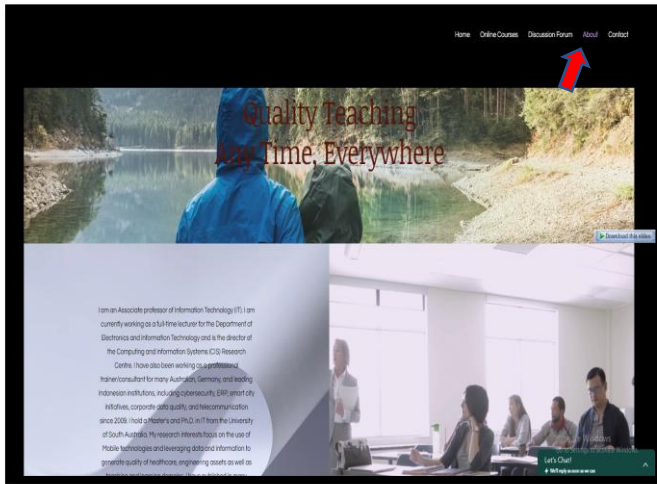 Home Online Courses Discussion Forum About Contact
Quality Teaching
Any Time, Everywhere
Download this video
I am an Associate professor of Information Technology (IT). I am
currently working as a full-time lecturer for the Department of
Electronics and Information Technology and is the director of
the Computing and Information Systems (CIS) Research
Centre. I have also been working as a professional
trainer/consultant for many Australian, Germany, and leading
Indonesian institutions, including cybersecurity, ERP, smart city
initiatives, corporate data quality, and telecommunication
since 2009. I hold a Master's and Ph.D. in IT from the University
of South Australia. My research interests focus on the use of
Mobile technologies and leveraging data and information to
generate quality of healthcare, engineering assets as well as
Windows
Let's Chat!
We'll reply as soon as we can